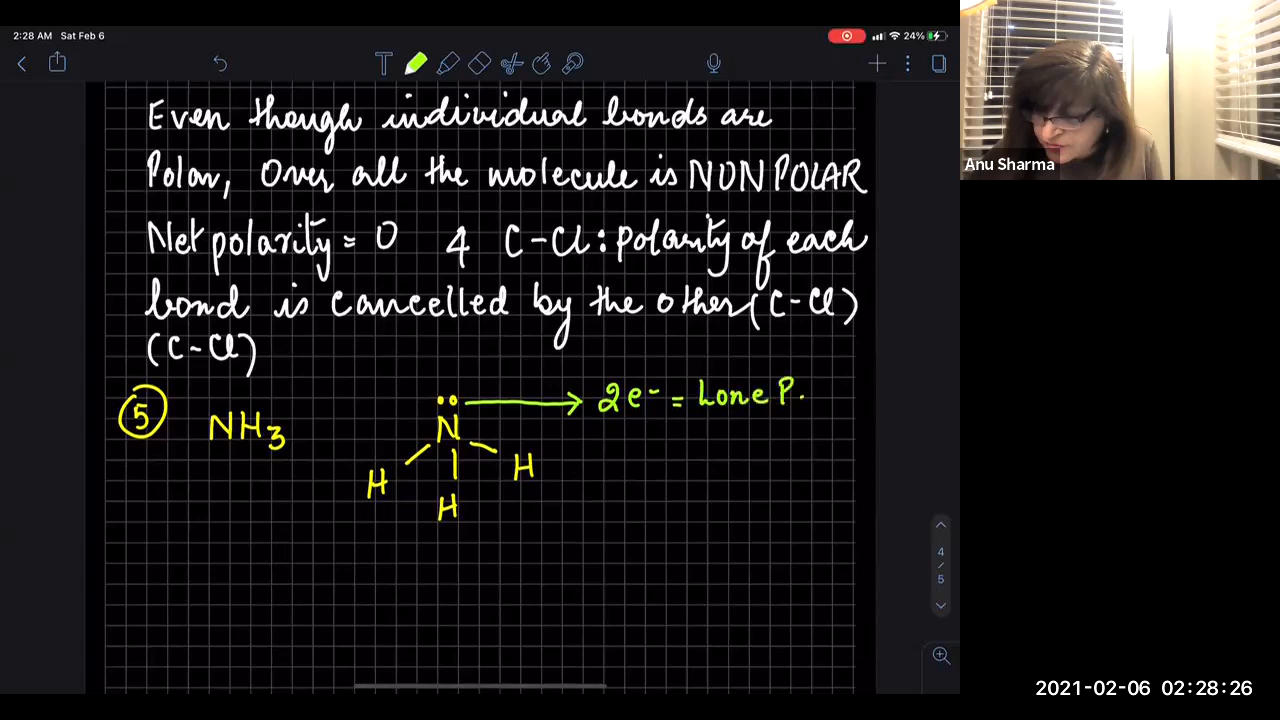 2:28 AM Sat Feb 6
24%
T
Even though individual bonds are
Polar, Over all the molecule is NON POLAR
Net polarity = 0 4 C-Cl : polarity of each
bond is cancelled by the other (C-Cl)
(C-Cl)
5 NH3
N
H H H
2e- = Lone P.
4
/
5
Anu Sharma
2021-02-06 02:28:26